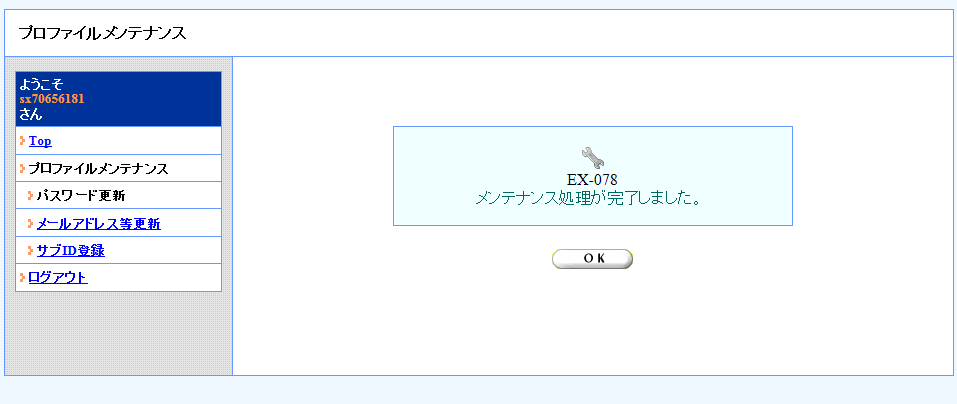 プロファイルメンテナンス
ようこそ
sx70656181
さん
Top
プロファイルメンテナンス
パスワード更新
メールアドレス等更新
サブID登録
ログアウト
EX-078
メンテナンス処理が完了しました。
OK